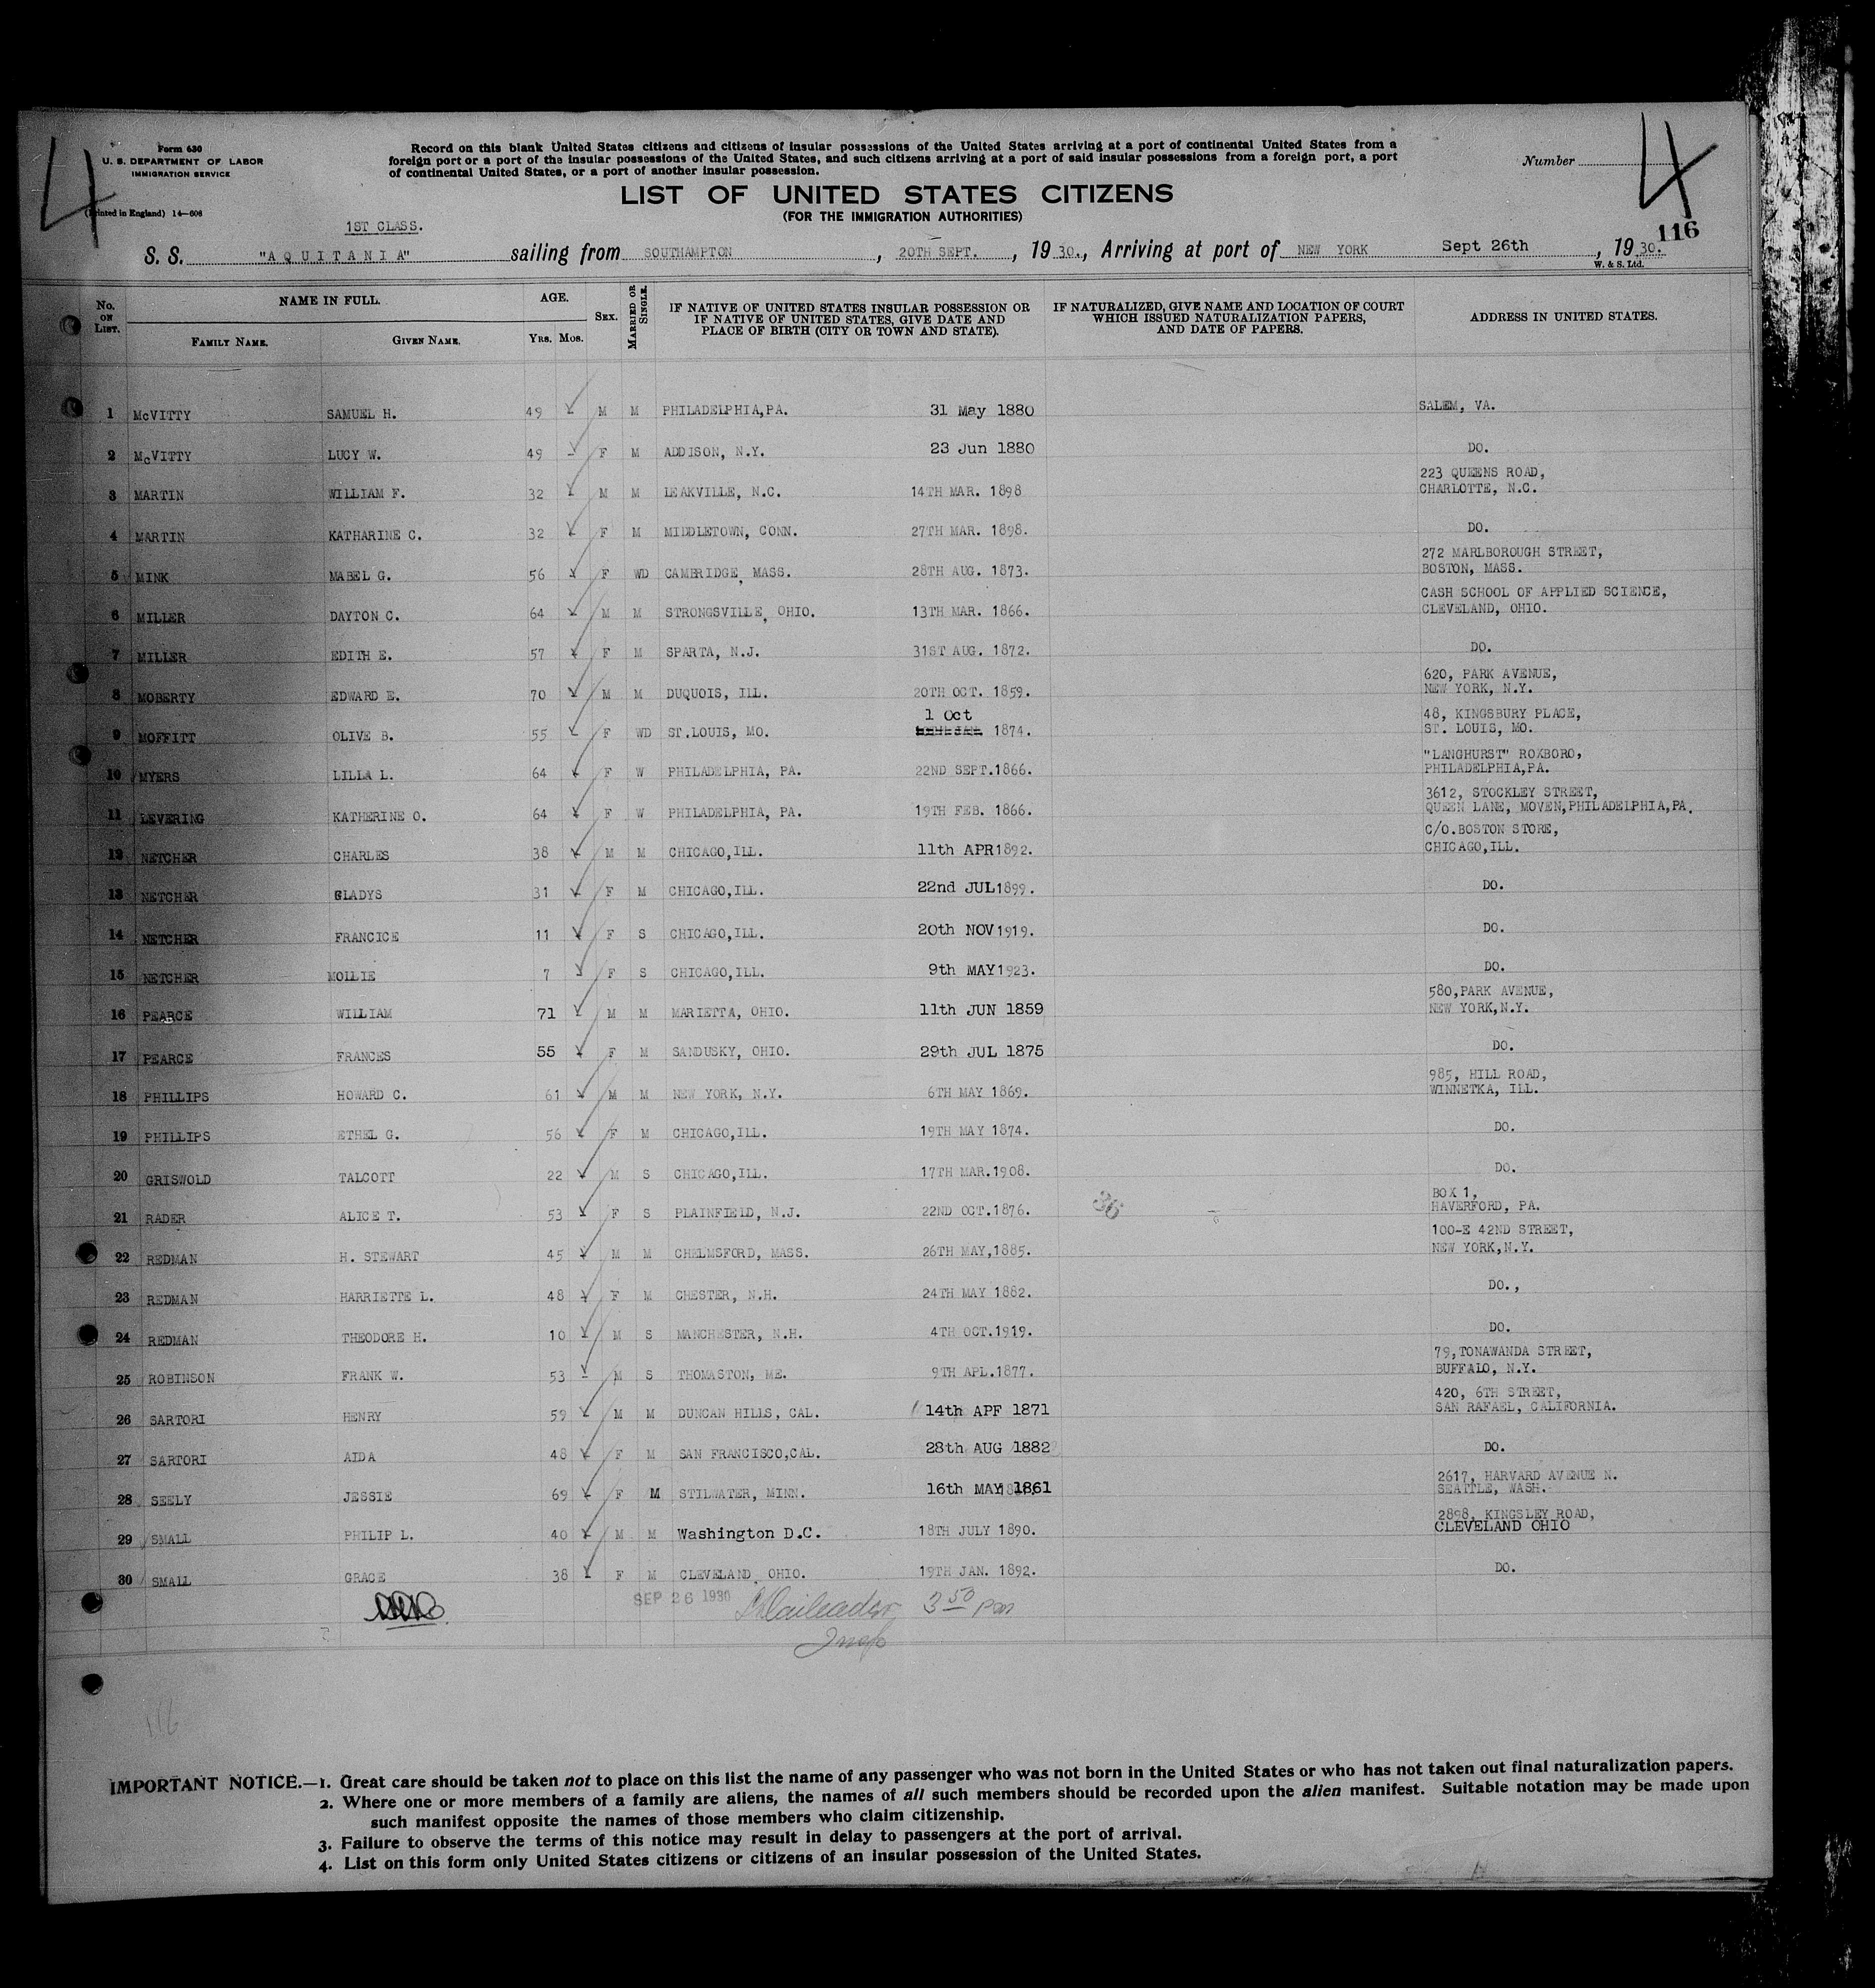 4
4
Form 630
U. S. DEPARTMENT OF LABOR
IMMIGRATION SERVICE
(Printed in England) 14—608
Record on this blank United States citizens and citizens of insular possessions of the United States arriving at a port of continental United States from a
foreign port or a port of the insular possessions of the United States, and such citizens arriving at a port of said insular possessions from a foreign port, a port
of continental United States, or a port of another insular possession.
Number
LIST OF UNITED STATES CITIZENS
(FOR THE IMMIGRATION AUTHORITIES)
116
1ST CLASS.
S. S. "AQUITANIA" sailing from SOUTHAMPTON, 20TH SEPT., 1930., Arriving at port of NEW YORK Sept 26th, 1930.
W. & S. Ltd.
No. ON LIST. NAME IN FULL. FAMILY NAME. GIVEN NAME. AGE. YRS. MOS. SEX. MARRIED OR SINGLE. IF NATIVE OF UNITED STATES INSULAR POSSESSION OR IF NATIVE OF UNITED STATES, GIVE DATE AND PLACE OF BIRTH (CITY OR TOWN AND STATE). IF NATURALIZED, GIVE NAME AND LOCATION OF COURT WHICH ISSUED NATURALIZATION PAPERS, AND DATE OF PAPERS. ADDRESS IN UNITED STATES.
1 McVITTY SAMUEL H. 49 M M PHILADELPHIA,PA. 31 May 1880 SALEM, VA.
2 McVITTY LUCY W. 49 F M ADDISON, N.Y. 23 Jun 1880 DO.
3 MARTIN WILLIAM F. 32 M M LEAKVILLE, N.C. 14TH MAR. 1898 223 QUEENS ROAD, CHARLOTTE, N.C.
4 MARTIN KATHARINE C. 32 F M MIDDLETOWN, CONN. 27TH MAR. 1898. DO.
5 MINK MABEL G. 56 F WD CAMBRIDGE, MASS. 28TH AUG. 1873. 272 MARLBOROUGH STREET, BOSTON, MASS.
6 MILLER DAYTON C. 64 M M STRONGSVILLE, OHIO. 13TH MAR. 1866. CASH SCHOOL OF APPLIED SCIENCE, CLEVELAND, OHIO.
7 MILLER EDITH E. 57 F M SPARTA, N.J. 31ST AUG. 1872. DO.
8 MOBERTY EDWARD E. 70 M M DUQUOIS, ILL. 20TH OCT. 1859. 620, PARK AVENUE, NEW YORK, N.Y.
9 MOFFITT OLIVE B. 55 F WD ST.LOUIS, MO. 1 Oct 1874. 48, KINGSBURY PLACE, ST. LOUIS, MO.
10 MYERS LILLA L. 64 F W PHILADELPHIA, PA. 22ND SEPT.1866. "LANGHURST" ROXBORO, PHILADELPHIA,PA.
11 LEVERING KATHERINE O. 64 F W PHILADELPHIA, PA. 19TH FEB. 1866. 3612, STOCKLEY STREET, QUEEN LANE, MOVEN,PHILADELPHIA,PA.
12 NETCHER CHARLES 38 M M CHICAGO,ILL. 11th APR1892. C/O.BOSTON STORE, CHICAGO,ILL.
13 NETCHER GLADYS 31 F M CHICAGO,ILL. 22nd JUL1899. DO.
14 NETCHER FRANCICE 11 F S CHICAGO,ILL. 20th NOV1919. DO.
15 NETCHER MOLLIE 7 F S CHICAGO,ILL. 9th MAY1923. DO.
16 PEARCE WILLIAM 71 M M MARIETTA, OHIO. 11th JUN 1859 580,PARK AVENUE, NEW YORK,N.Y.
17 PEARCE FRANCES 55 F M SANDUSKY, OHIO. 29th JUL 1875 DO.
18 PHILLIPS HOWARD C. 61 M M NEW YORK, N.Y. 6TH MAY 1869. 985, HILL ROAD, WINNETKA, ILL.
19 PHILLIPS ETHEL G. 56 F M CHICAGO,ILL. 19TH MAY 1874. DO.
20 GRISWOLD TALCOTT 22 M S CHICAGO,ILL. 17TH MAR.1908. DO.
21 RADER ALICE T. 53 F S PLAINFIELD, N.J. 22ND OCT.1876. 36 BOX 1, HAVERFORD, PA.
22 REDMAN H. STEWART 45 M M CHELMSFORD, MASS. 26TH MAY,1885. 100-E 42ND STREET, NEW YORK,N.Y.
23 REDMAN HARRIETTE L. 48 F M CHESTER, N.H. 24TH MAY 1882. DO.,
24 REDMAN THEODORE H. 10 M S MANCHESTER, N.H. 4TH OCT.1919. DO.
25 ROBINSON FRANK W. 53 M S THOMASTON, ME. 9TH APL.1877. 79,TONAWANDA STREET, BUFFALO, N.Y.
26 SARTORI HENRY 59 M M DUNCAN HILLS, CAL. 14th APF 1871 420, 6TH STREET, SAN RAFAEL, CALIFORNIA.
27 SARTORI AIDA 48 F M SAN FRANCISCO,CAL. 28th AUG 1882 DO.
28 SEELY JESSIE 69 F M STILWATER, MINN. 16th MAY 1861 2617, HARVARD AVENUE N. SEATTLE, WASH.
29 SMALL PHILIP L. 40 M M Washington D.C. 18TH JULY 1890. 2898, KINGSLEY ROAD, CLEVELAND OHIO
30 SMALL GRACE 38 F M CLEVELAND, OHIO. 19TH JAN. 1892. DO.
SEP 26 1930 3 50 pm
Insp
116
IMPORTANT NOTICE.—1. Great care should be taken not to place on this list the name of any passenger who was not born in the United States or who has not taken out final naturalization papers.
2. Where one or more members of a family are aliens, the names of all such members should be recorded upon the alien manifest. Suitable notation may be made upon
such manifest opposite the names of those members who claim citizenship.
3. Failure to observe the terms of this notice may result in delay to passengers at the port of arrival.
4. List on this form only United States citizens or citizens of an insular possession of the United States.